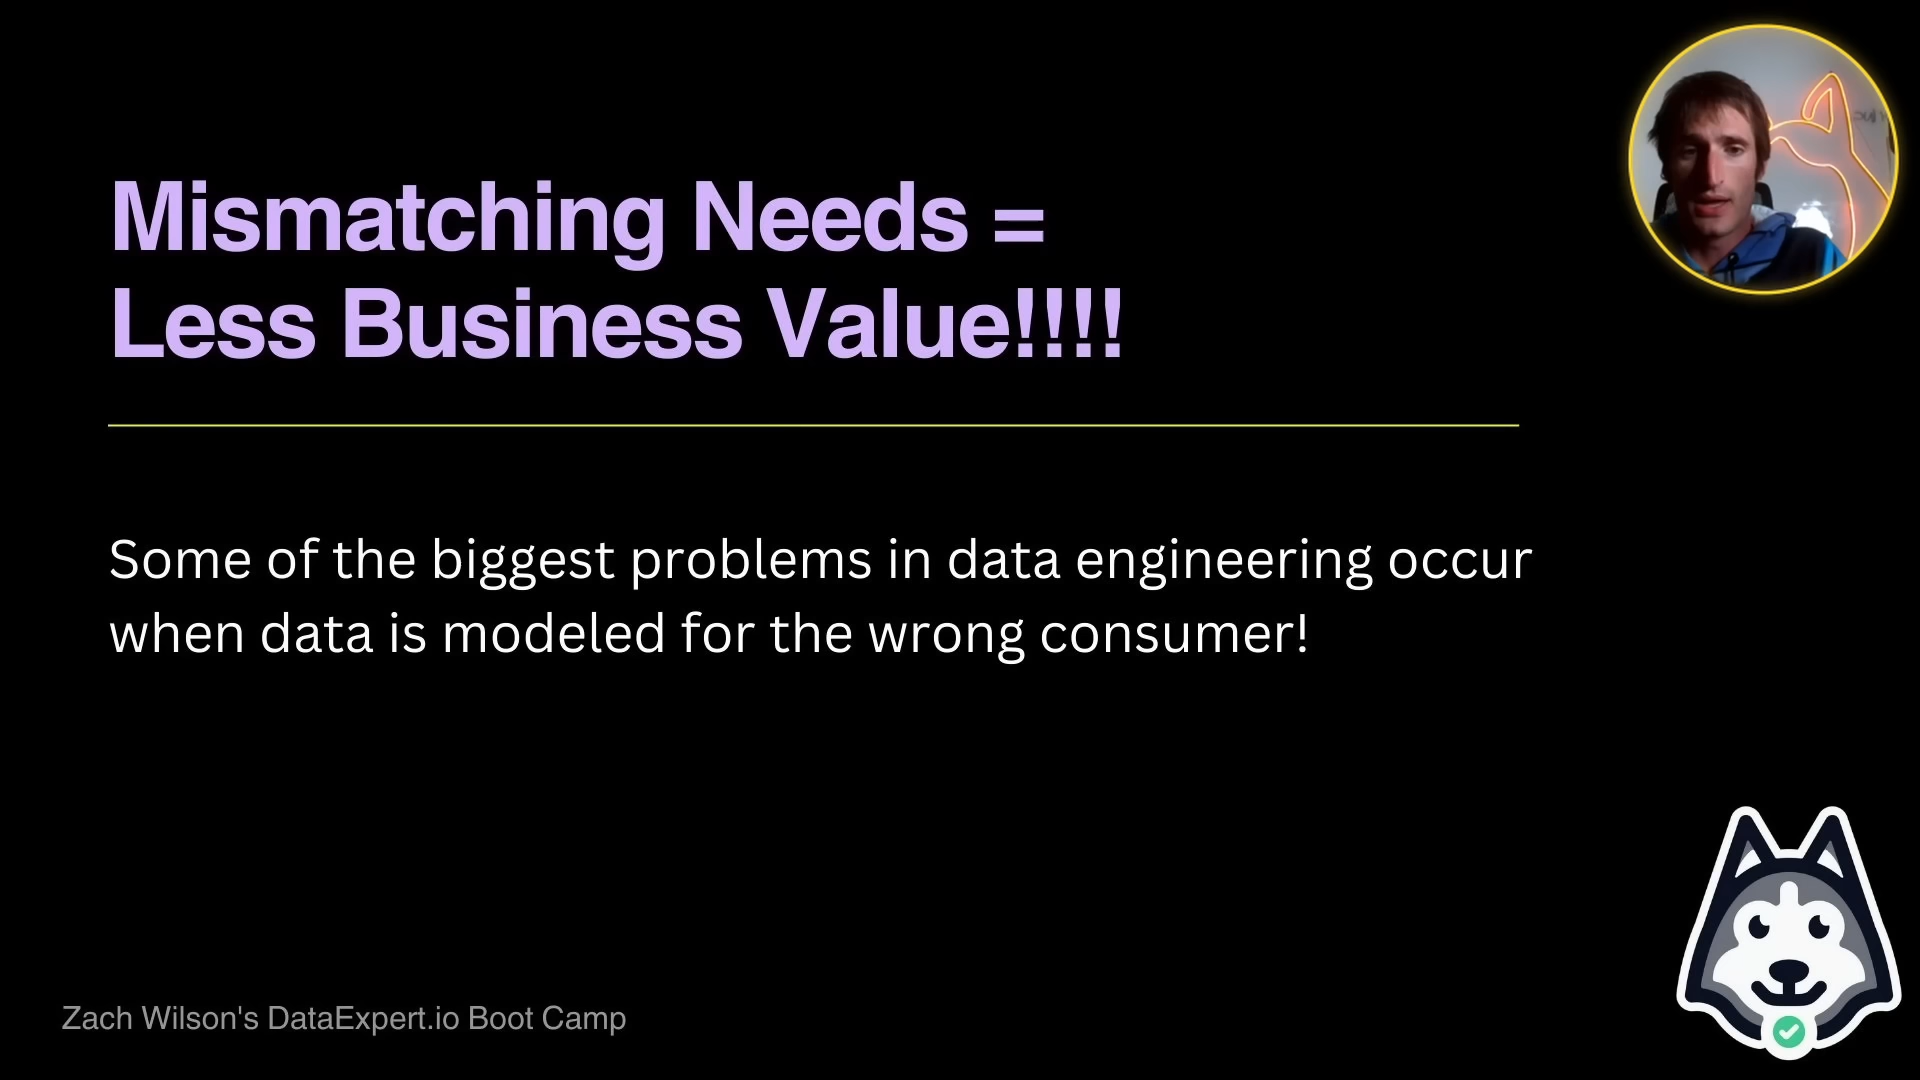 Mismatching Needs =
Less Business Value!!!!
Some of the biggest problems in data engineering occur
when data is modeled for the wrong consumer!
Zach Wilson's DataExpert.io Boot Camp